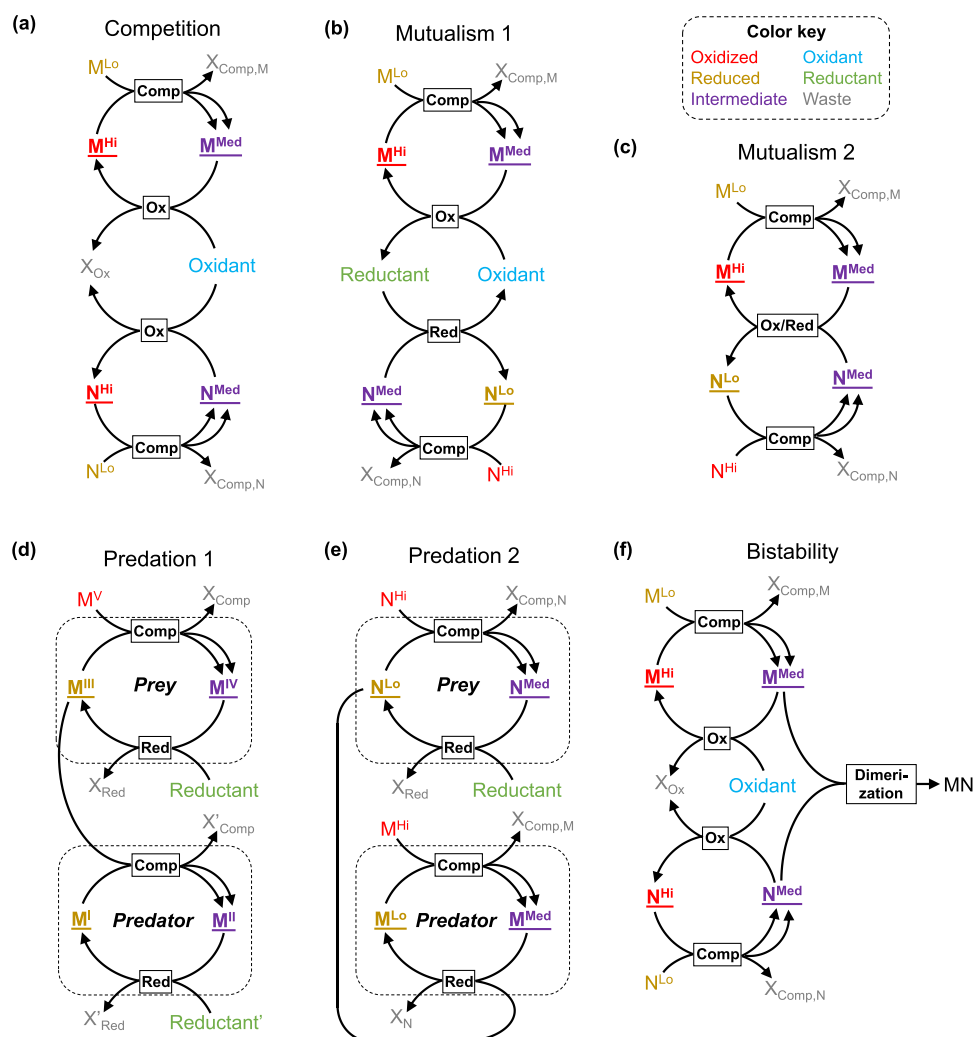 (a)
Competition
M^Lo
X_Comp,M
Comp
M^Hi
M^Med
Ox
X_Ox
Oxidant
Ox
N^Hi
N^Med
Comp
N^Lo
X_Comp,N
(b)
Mutualism 1
M^Lo
X_Comp,M
Comp
M^Hi
M^Med
Ox
Reductant
Oxidant
Red
N^Med
N^Lo
Comp
X_Comp,N
N^Hi
Color key
Oxidized
Oxidant
Reduced
Reductant
Intermediate
Waste
(c)
Mutualism 2
M^Lo
X_Comp,M
Comp
M^Hi
M^Med
Ox/Red
N^Lo
N^Med
Comp
N^Hi
X_Comp,N
(d)
Predation 1
M^V
X_Comp
Comp
M^III
Prey
M^IV
Red
X_Red
Reductant
X'_Comp
Comp
M^I
Predator
M^II
Red
X'_Red
Reductant'
(e)
Predation 2
N^Hi
X_Comp,N
Comp
N^Lo
Prey
N^Med
Red
X_Red
Reductant
M^Hi
X_Comp,M
Comp
M^Lo
Predator
M^Med
Red
X_N
(f)
Bistability
M^Lo
X_Comp,M
Comp
M^Hi
M^Med
Ox
X_Ox
Oxidant
Dimeri-
zation
MN
Ox
N^Hi
N^Med
Comp
N^Lo
X_Comp,N